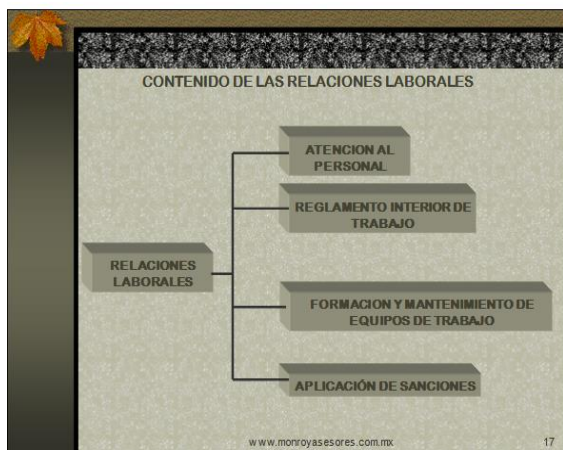 CONTENIDO DE LAS RELACIONES LABORALES
ATENCION AL
PERSONAL
REGLAMENTO INTERIOR DE
TRABAJO
RELACIONES
LABORALES
FORMACION Y MANTENIMIENTO DE
EQUIPOS DE TRABAJO
APLICACIÓN DE SANCIONES
www.monroyasesores.com.mx
17